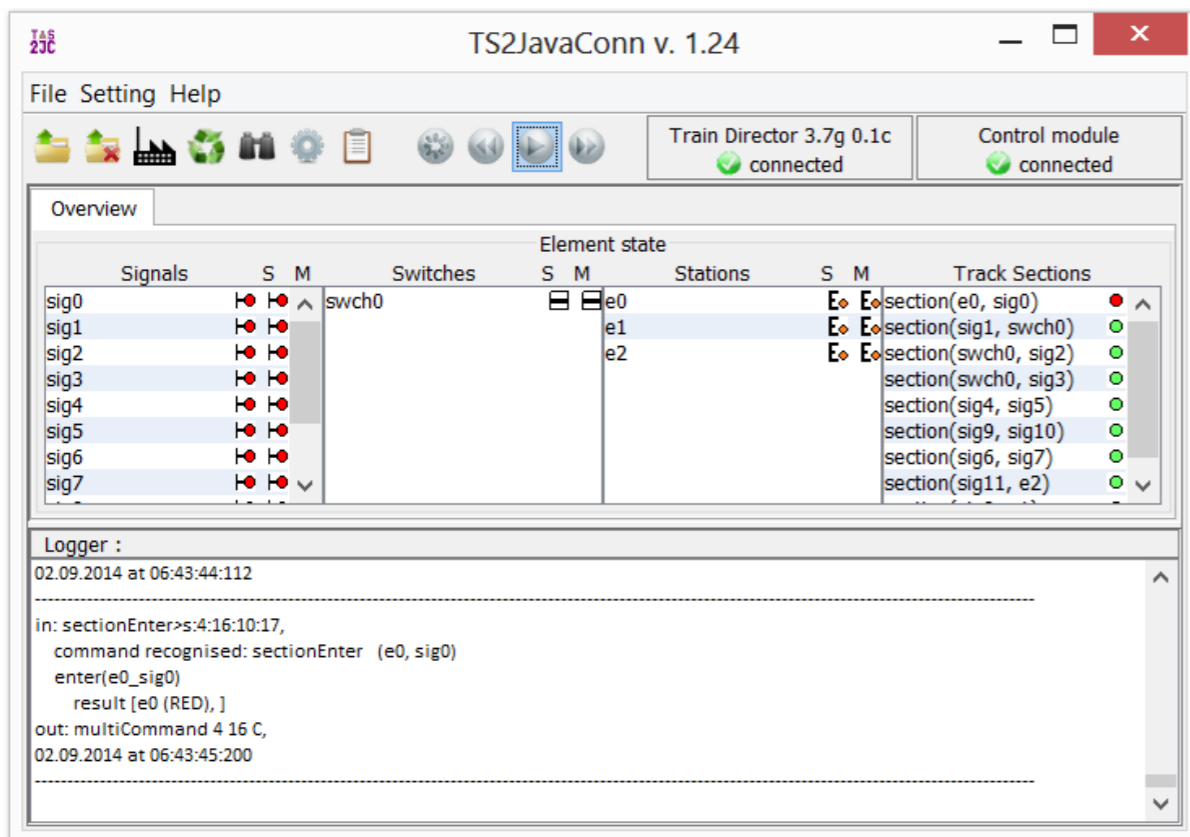 TAS
2JC
TS2JavaConn v. 1.24
File Setting Help
Train Director 3.7g 0.1c
connected
Control module
connected
Overview
Element state
Signals S M Switches S M Stations S M Track Sections
sig0 swch0 e0 section(e0, sig0)
sig1 e1 section(sig1, swch0)
sig2 e2 section(swch0, sig2)
sig3 section(swch0, sig3)
sig4 section(sig4, sig5)
sig5 section(sig9, sig10)
sig6 section(sig6, sig7)
sig7 section(sig11, e2)
Logger :
02.09.2014 at 06:43:44:112
in: sectionEnter>s:4:16:10:17,
command recognised: sectionEnter (e0, sig0)
enter(e0_sig0)
result [e0 (RED), ]
out: multiCommand 4 16 C,
02.09.2014 at 06:43:45:200